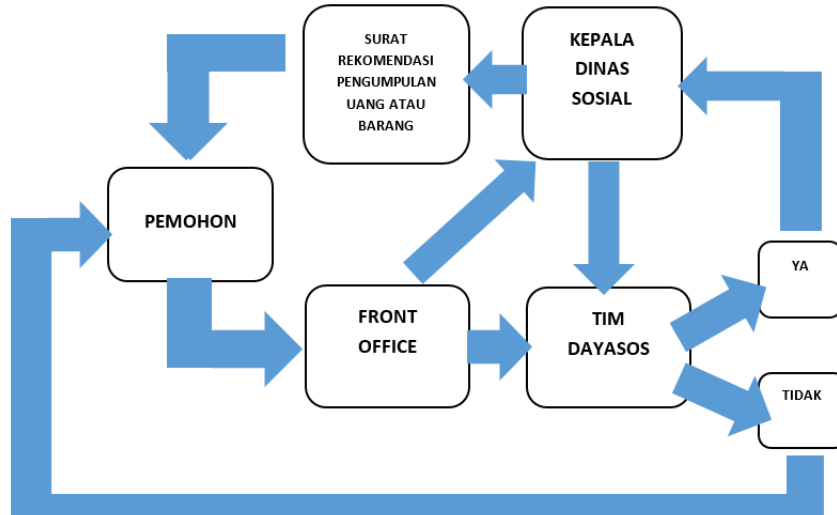 SURAT
REKOMENDASI
PENGUMPULAN
UANG ATAU
BARANG
KEPALA
DINAS
SOSIAL
PEMOHON
FRONT
OFFICE
TIM
DAYASOS
YA
TIDAK